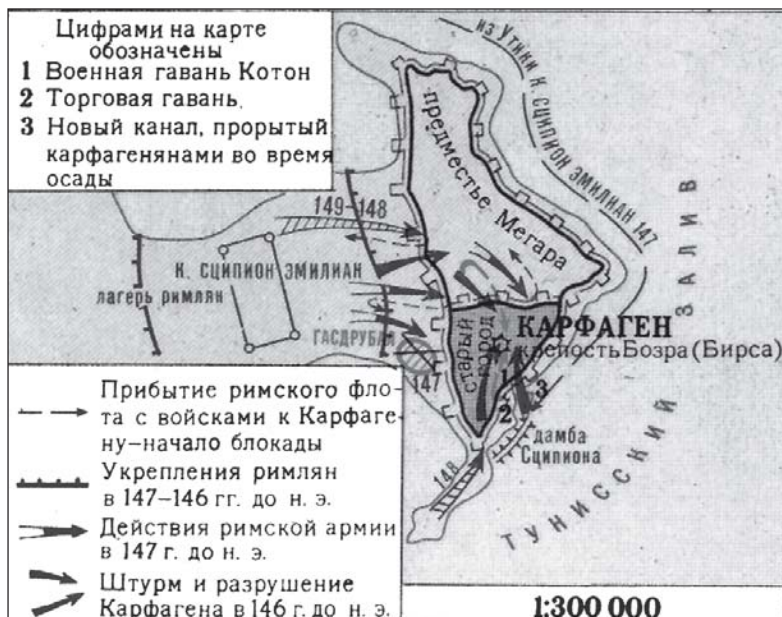 Цифрами на карте
обозначены
1 Военная гавань Котон
2 Торговая гавань
3 Новый канал, прорытый
карфагенянами во время
осады
из Утики К. СЦИПИОН ЭМИЛИАН 147
предместье Мегара
149–148
К. СЦИПИОН ЭМИЛИАН
лагерь римлян
ГАСДРУБАЛ
147
старый
город
КАРФАГЕН
крепость Бозра (Бирса)
1
2
3
дамба
Сципиона
148
ТУНИССКИЙ
ЗАЛИВ
Прибытие римского фло-
та с войсками к Карфаге-
ну–начало блокады
Укрепления римлян
в 147–146 гг. до н. э.
Действия римской армии
в 147 г. до н. э.
Штурм и разрушение
Карфагена в 146 г. до н. э.
1:300 000